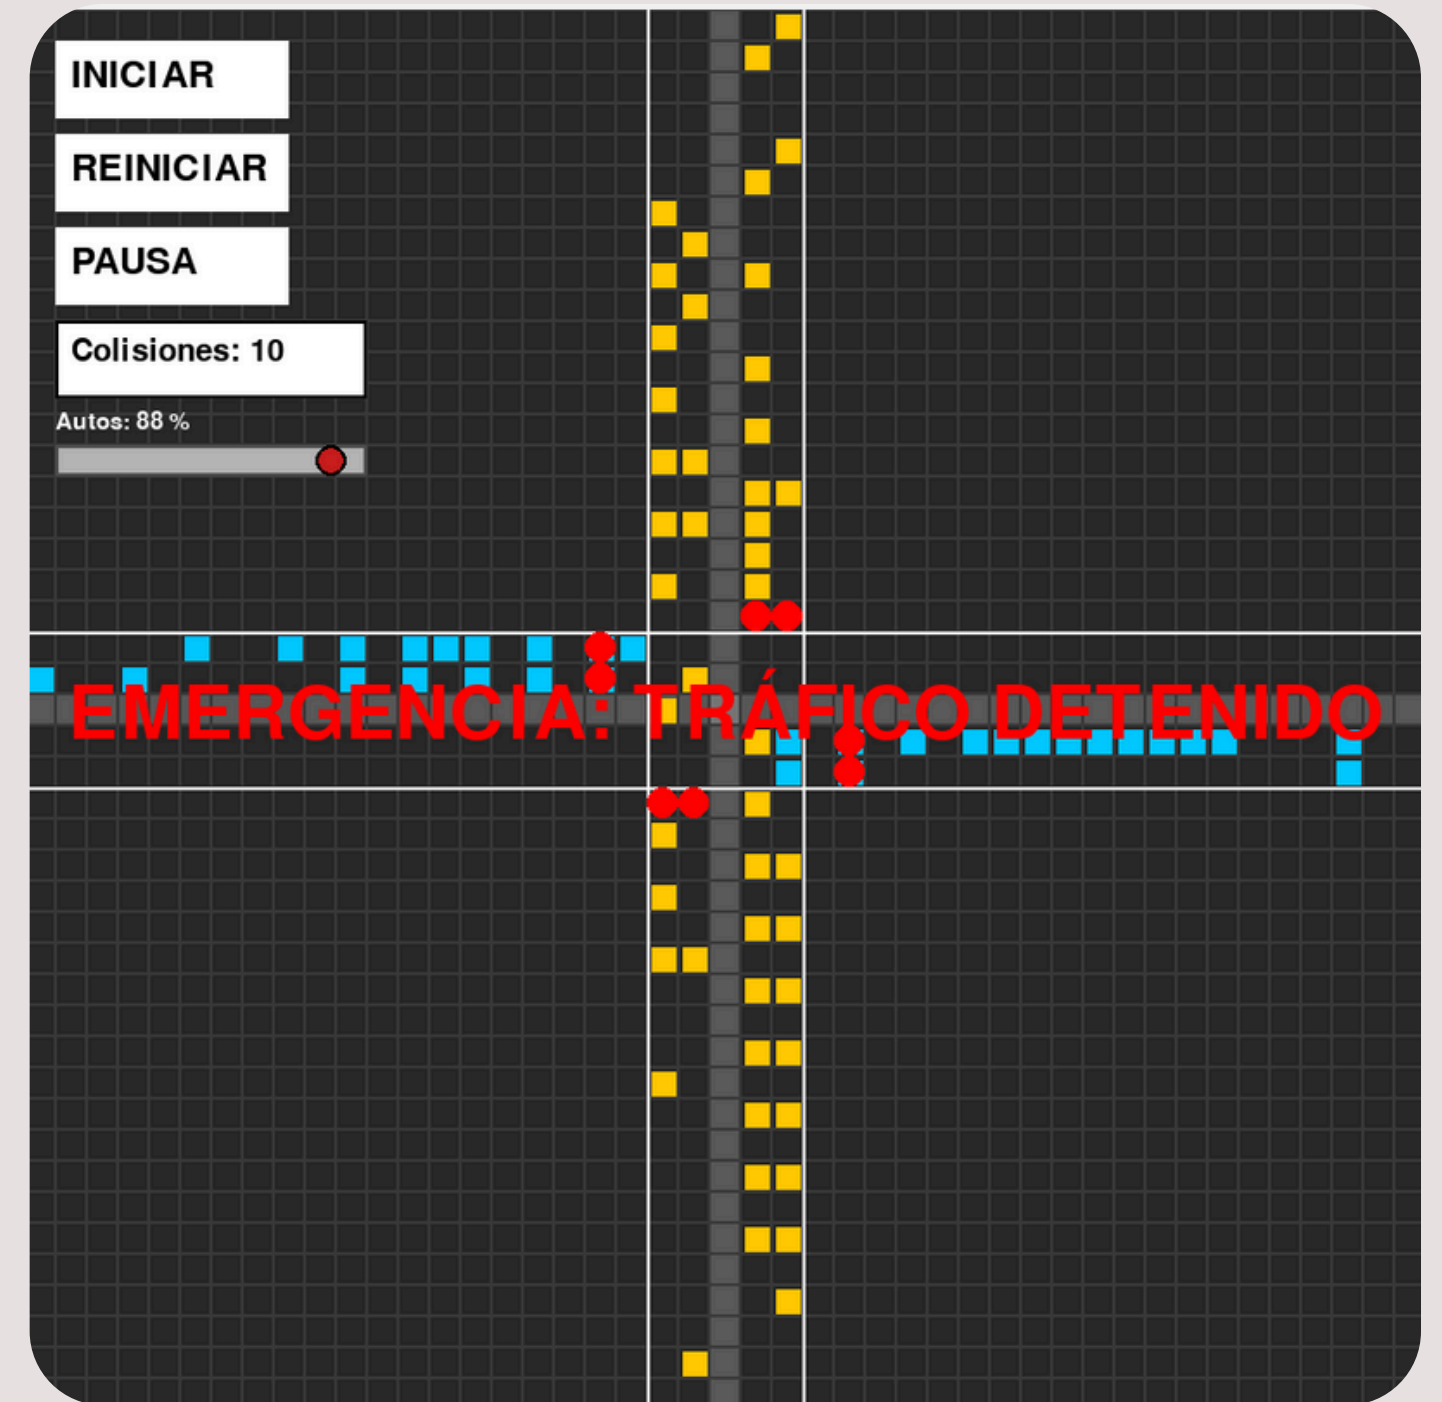 INICIAR
REINICIAR
PAUSA
Colisiones: 10
Autos: 88 %
EMERGENCIA: TRÁFICO DETENIDO